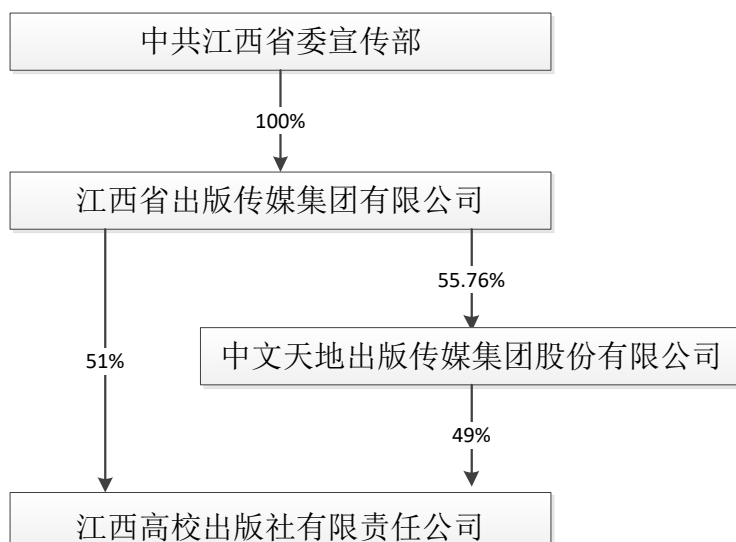 中共江西省委宣传部
100%
江西省出版传媒集团有限公司
55.76%
中文天地出版传媒集团股份有限公司
51%
49%
江西高校出版社有限责任公司